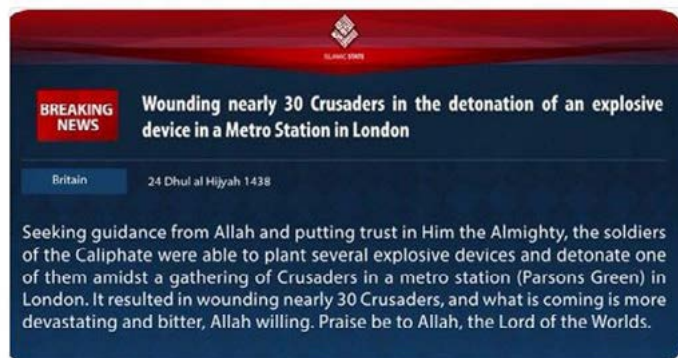 ISLAMIC STATE
BREAKING
NEWS
Wounding nearly 30 Crusaders in the detonation of an explosive
device in a Metro Station in London
Britain
24 Dhul al Hijyah 1438
Seeking guidance from Allah and putting trust in Him the Almighty, the soldiers
of the Caliphate were able to plant several explosive devices and detonate one
of them amidst a gathering of Crusaders in a metro station (Parsons Green) in
London. It resulted in wounding nearly 30 Crusaders, and what is coming is more
devastating and bitter, Allah willing. Praise be to Allah, the Lord of the Worlds.